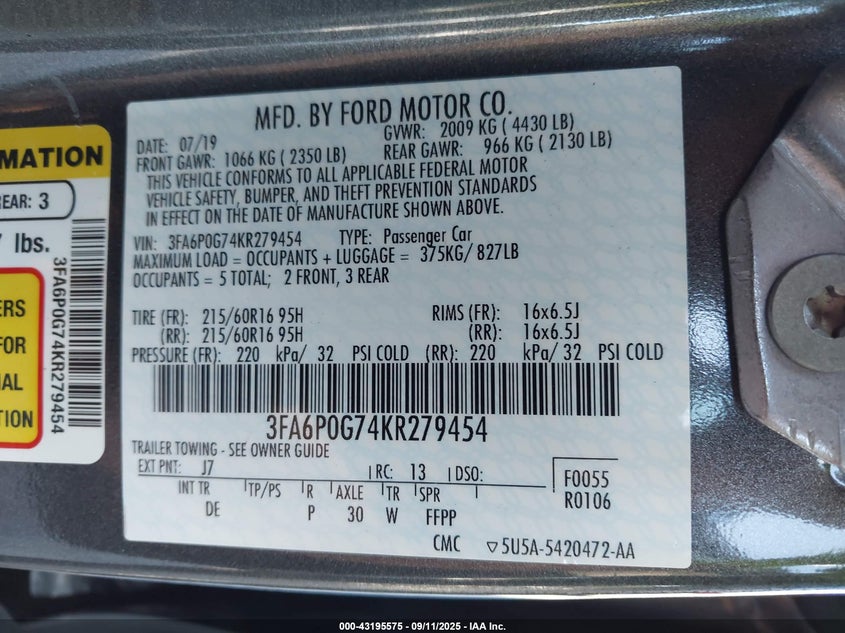 MFD. BY FORD MOTOR CO.
DATE: 07/19 GVWR: 2009 KG ( 4430 LB)
FRONT GAWR: 1066 KG ( 2350 LB) REAR GAWR: 966 KG ( 2130 LB)
THIS VEHICLE CONFORMS TO ALL APPLICABLE FEDERAL MOTOR
VEHICLE SAFETY, BUMPER, AND THEFT PREVENTION STANDARDS
IN EFFECT ON THE DATE OF MANUFACTURE SHOWN ABOVE.
VIN: 3FA6P0G74KR279454 TYPE: Passenger Car
MAXIMUM LOAD = OCCUPANTS + LUGGAGE = 375KG/ 827LB
OCCUPANTS = 5 TOTAL; 2 FRONT, 3 REAR
TIRE (FR): 215/60R16 95H RIMS (FR): 16x6.5J
(RR): 215/60R16 95H (RR): 16x6.5J
PRESSURE (FR): 220 kPa/ 32 PSI COLD (RR): 220 kPa/ 32 PSI COLD
3FA6P0G74KR279454
TRAILER TOWING - SEE OWNER GUIDE
EXT PNT: J7 RC: 13 DSO: F0055
R0106
INT TR TP/PS R AXLE TR SPR
DE P 30 W FFPP
CMC ▽5U5A-5420472-AA
MATION
REAR: 3
7 lbs.
3FA6P0G74KR279454
ERS
FOR
AL
TION
000-43195575 - 09/11/2025 - IAA Inc.